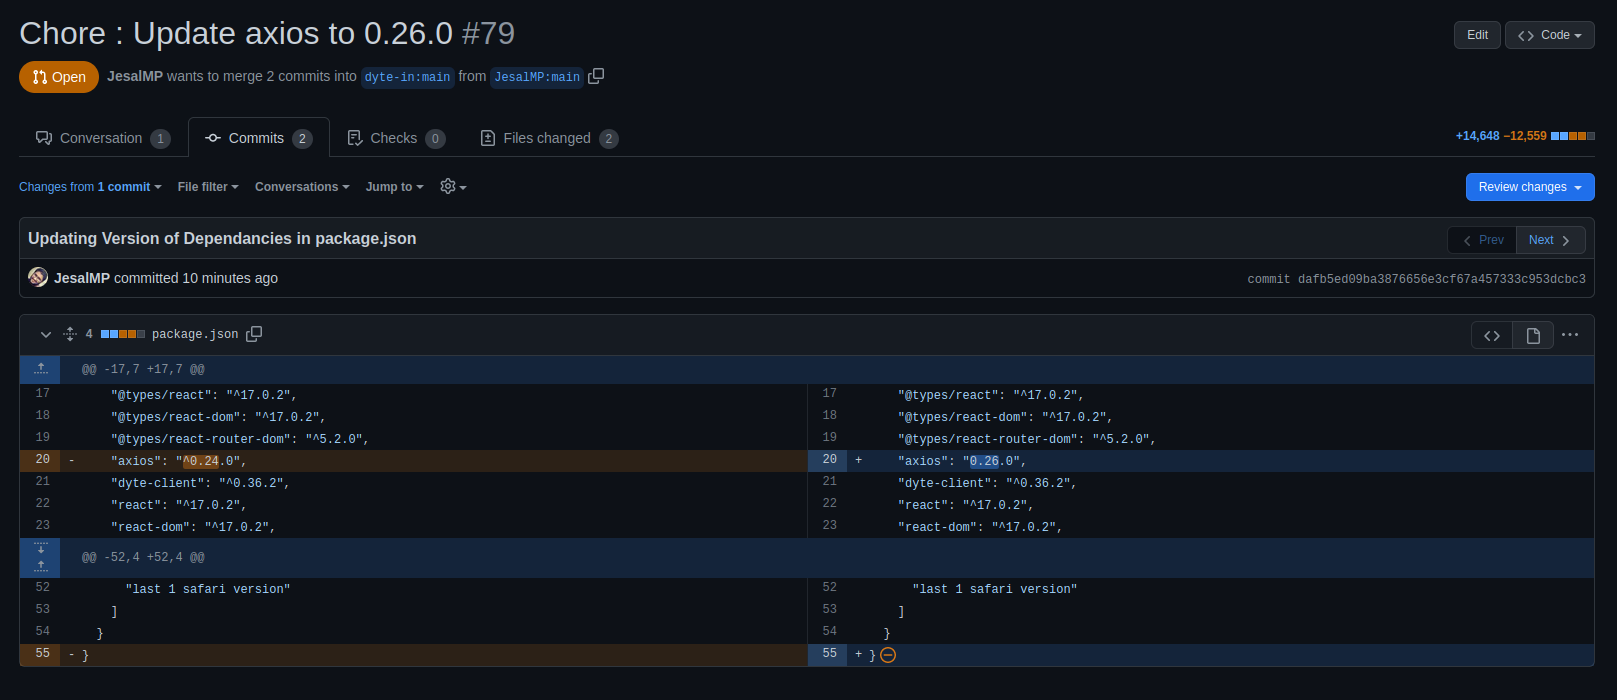 Chore : Update axios to 0.26.0 #79
Edit
Code
Open
JesalMP wants to merge 2 commits into dyte-in:main from JesalMP:main
Conversation 1
Commits 2
Checks 0
Files changed 2
+14,648 −12,559
Changes from 1 commit
File filter
Conversations
Jump to
Review changes
Updating Version of Dependancies in package.json
Prev
Next
JesalMP committed 10 minutes ago
commit dafb5ed09ba3876656e3cf67a457333c953dcbc3
4 package.json
@@ -17,7 +17,7 @@
17 "@types/react": "^17.0.2",
17 "@types/react": "^17.0.2",
18 "@types/react-dom": "^17.0.2",
18 "@types/react-dom": "^17.0.2",
19 "@types/react-router-dom": "^5.2.0",
19 "@types/react-router-dom": "^5.2.0",
20 - "axios": "^0.24.0",
20 + "axios": "0.26.0",
21 "dyte-client": "^0.36.2",
21 "dyte-client": "^0.36.2",
22 "react": "^17.0.2",
22 "react": "^17.0.2",
23 "react-dom": "^17.0.2",
23 "react-dom": "^17.0.2",
@@ -52,4 +52,4 @@
52 "last 1 safari version"
52 "last 1 safari version"
53 ]
53 ]
54 }
54 }
55 - }
55 + }